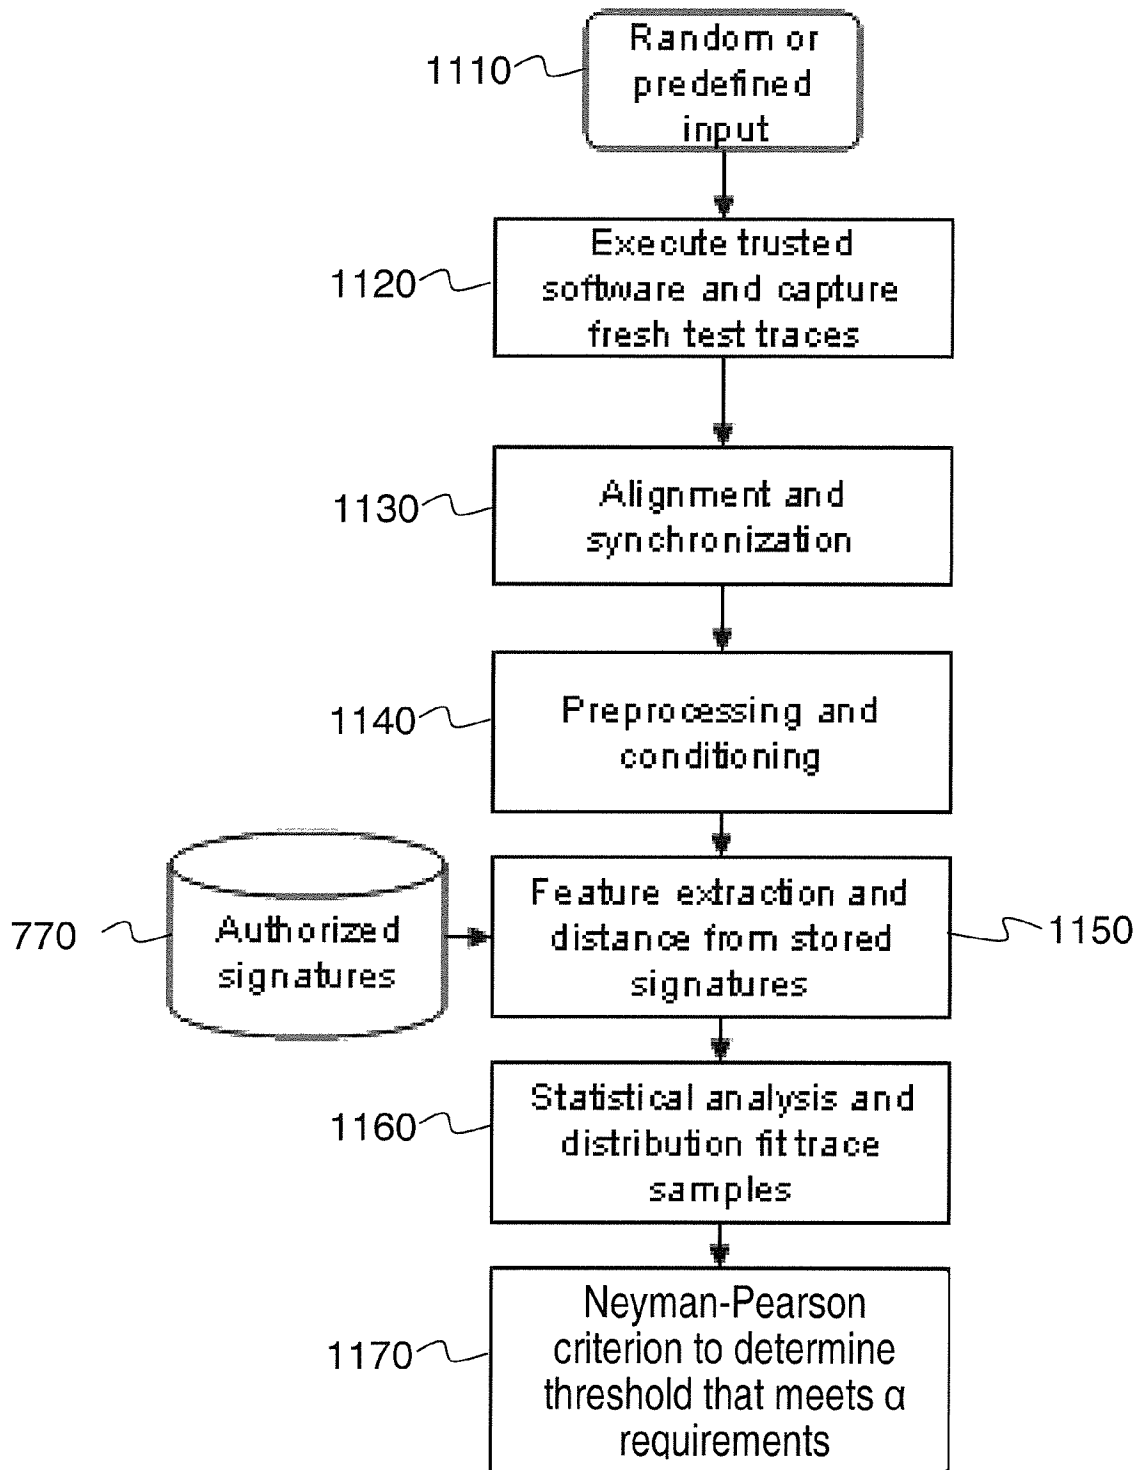 1110
Random or
predefined
input
1120
Execute trusted
software and capture
fresh test traces
1130
Alignment and
synchronization
1140
Preprocessing and
conditioning
770
Authorized
signatures
Feature extraction and
distance from stored
signatures
1150
1160
Statistical analysis and
distribution fit trace
samples
1170
Neyman-Pearson
criterion to determine
threshold that meets α
requirements